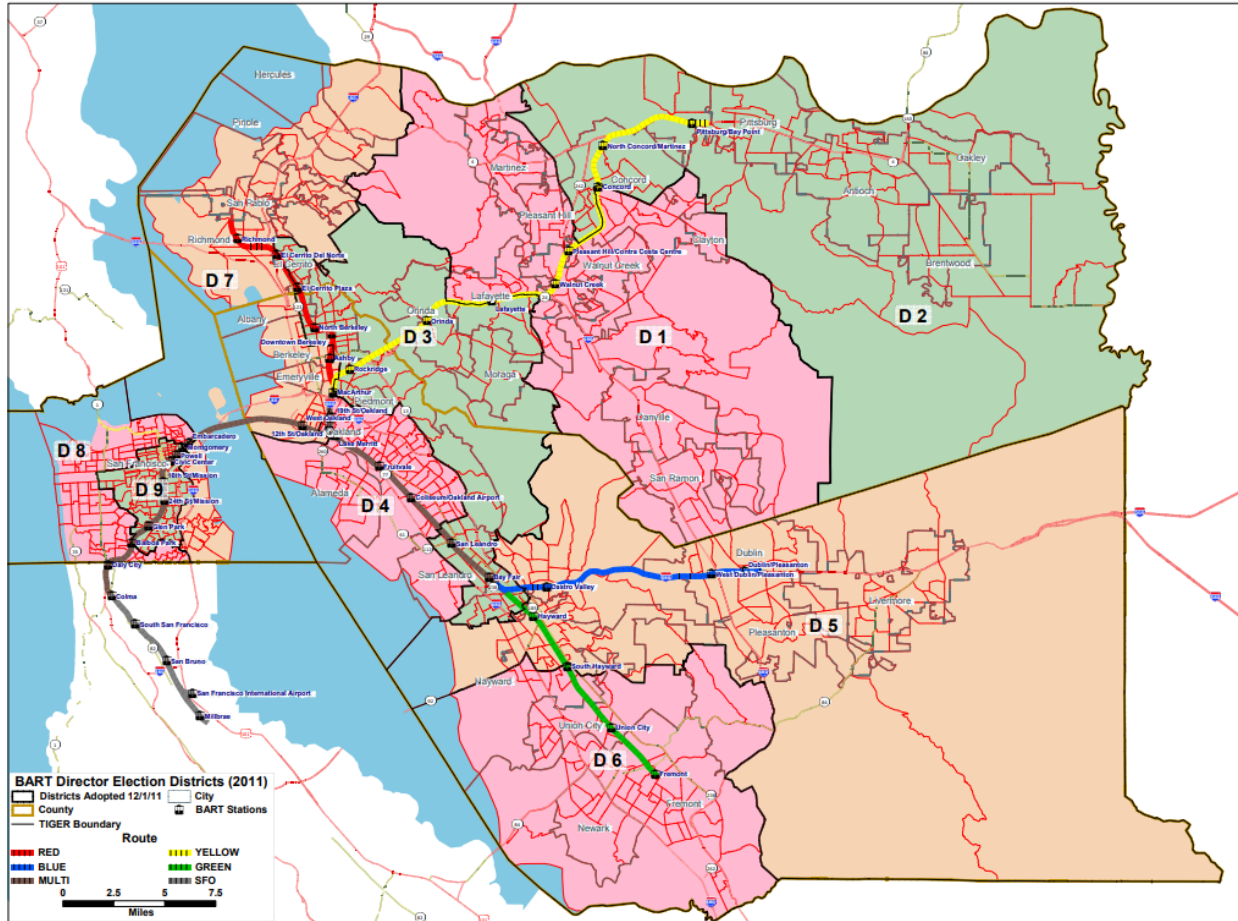 Hercules
Pinole
San Pablo
Richmond
Richmond
El Cerrito Del Norte
El Cerrito
El Cerrito Plaza
D 7
Albany
North Berkeley
Downtown Berkeley
Berkeley
Ashby
Rockridge
Emeryville
MacArthur
Piedmont
19th St/Oakland
West Oakland
12th St/Oakland
Oakland
Lake Merritt
Martinez
Pleasant Hill
North Concord/Martinez
Concord
Concord
Pittsburg
Pittsburg/Bay Point
Oakley
Antioch
Brentwood
Clayton
Pleasant Hill/Contra Costa Centre
Walnut Creek
Walnut Creek
Lafayette
Lafayette
Orinda
Orinda
D 3
Moraga
D 1
D 2
Danville
San Ramon
Embarcadero
Montgomery
Powell
Civic Center
D 8
San Francisco
16th St/Mission
D 9
24th St/Mission
Glen Park
Balboa Park
Daly City
Colma
South San Francisco
San Bruno
San Francisco International Airport
Millbrae
Fruitvale
Alameda
D 4
Coliseum/Oakland Airport
San Leandro
San Leandro
Bay Fair
Castro Valley
Hayward
South Hayward
Hayward
Dublin
Dublin/Pleasanton
West Dublin/Pleasanton
Livermore
Pleasanton
D 5
Union City
Union City
D 6
Fremont
Fremont
Newark
BART Director Election Districts (2011)
Districts Adopted 12/1/11
City
County
BART Stations
TIGER Boundary
Route
RED
YELLOW
BLUE
GREEN
MULTI
SFO
0 2.5 5 7.5
Miles